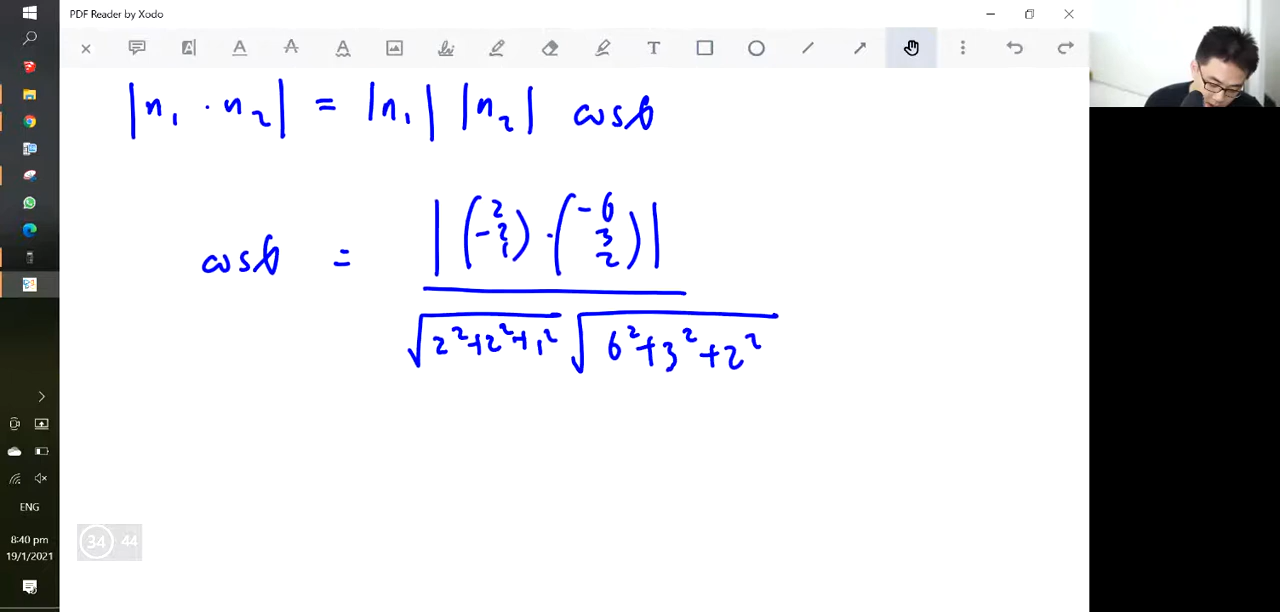 PDF Reader by Xodo
|n₁ · n₂| = |n₁| |n₂| cosθ
cosθ = |(2 -2 1) · (-6 3 2)| / √(2²+2²+1²) √(6²+3²+2²)
ENG
8:40 pm
19/1/2021
34 44